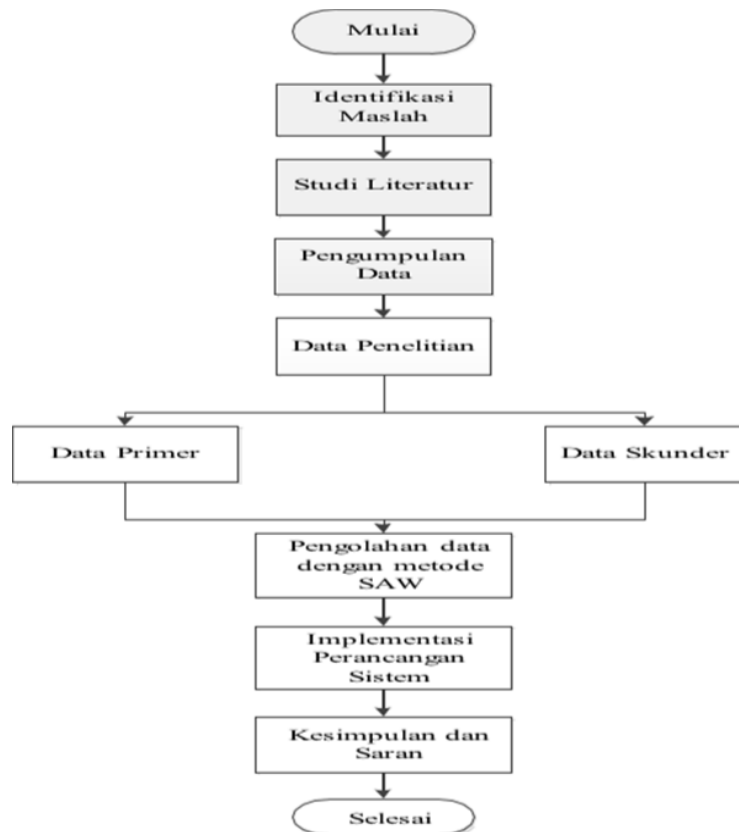 Mulai
Identifikasi
Maslah
Studi Literatur
Pengumpulan
Data
Data Penelitian
Data Primer
Data Skunder
Pengolahan data
dengan metode
SAW
Implementasi
Perancangan
Sistem
Kesimpulan dan
Saran
Selesai